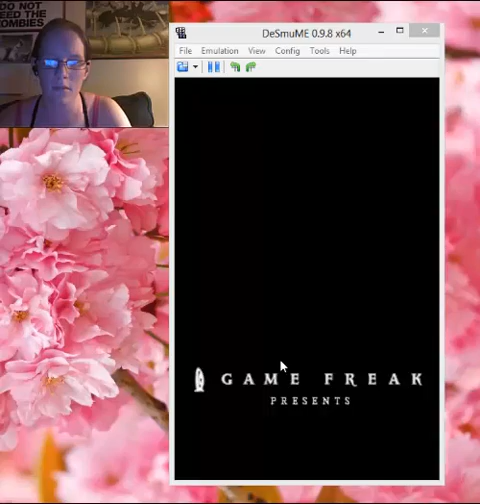 DO NOT
FEED THE
ZOMBIES
DeSmuME 0.9.8 x64
File Emulation View Config Tools Help
GAME FREAK
PRESENTS